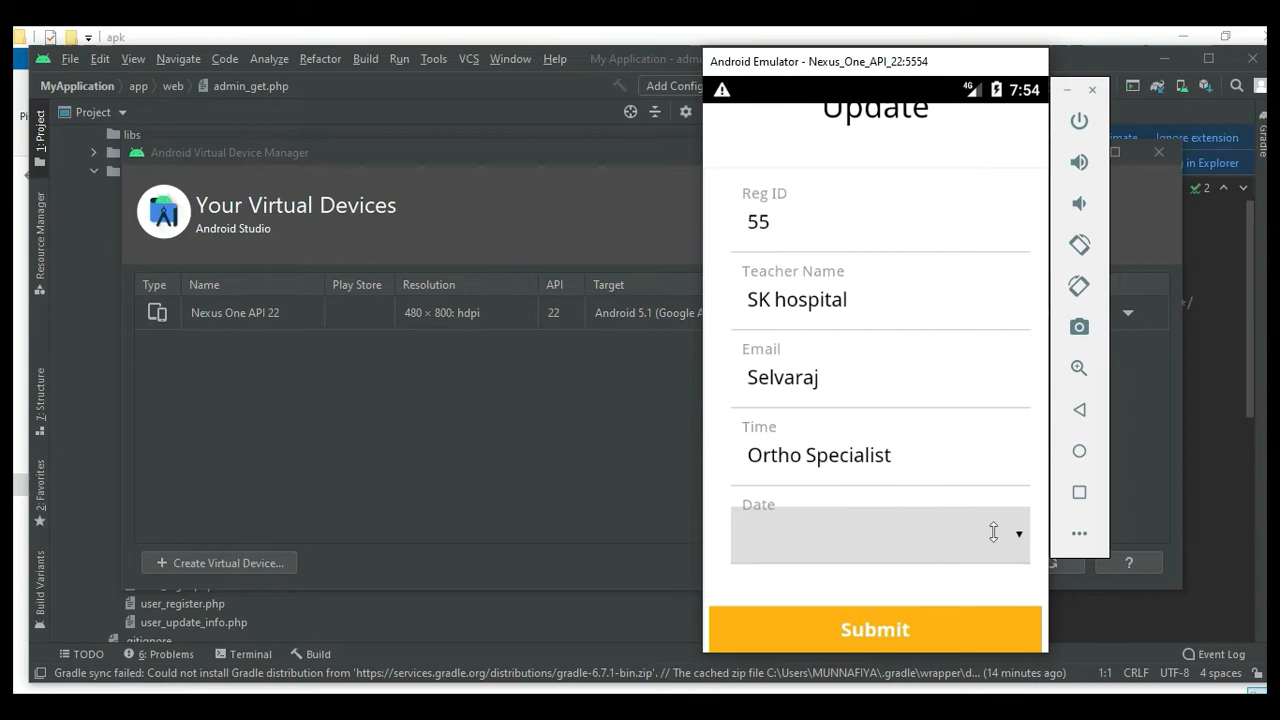 apk
File Edit View Navigate Code Analyze Refactor Build Run Tools VCS Window Help My Application - adm
MyApplication app web admin_get.php Add Config
Project
1: Project
Resource Manager
7: Structure
2: Favorites
Build Variants
libs
Android Virtual Device Manager
Your Virtual Devices
Android Studio
Type Name Play Store Resolution API Target
Nexus One API 22 480 × 800: hdpi 22 Android 5.1 (Google A
+ Create Virtual Device...
?
user_register.php
user_update_info.php
.gitignore
Android Emulator - Nexus_One_API_22:5554
4G 7:54
Update
Reg ID
55
Teacher Name
SK hospital
Email
Selvaraj
Time
Ortho Specialist
Date
Submit
Ignore extension
in Explorer
2
*/
Gradle
TODO 6: Problems Terminal Build Event Log
Gradle sync failed: Could not install Gradle distribution from 'https://services.gradle.org/distributions/gradle-6.7.1-bin.zip'. // The cached zip file C:\Users\MUNNAFIYA\.gradle\wrapper\d... (14 minutes ago) 1:1 CRLF UTF-8 4 spaces